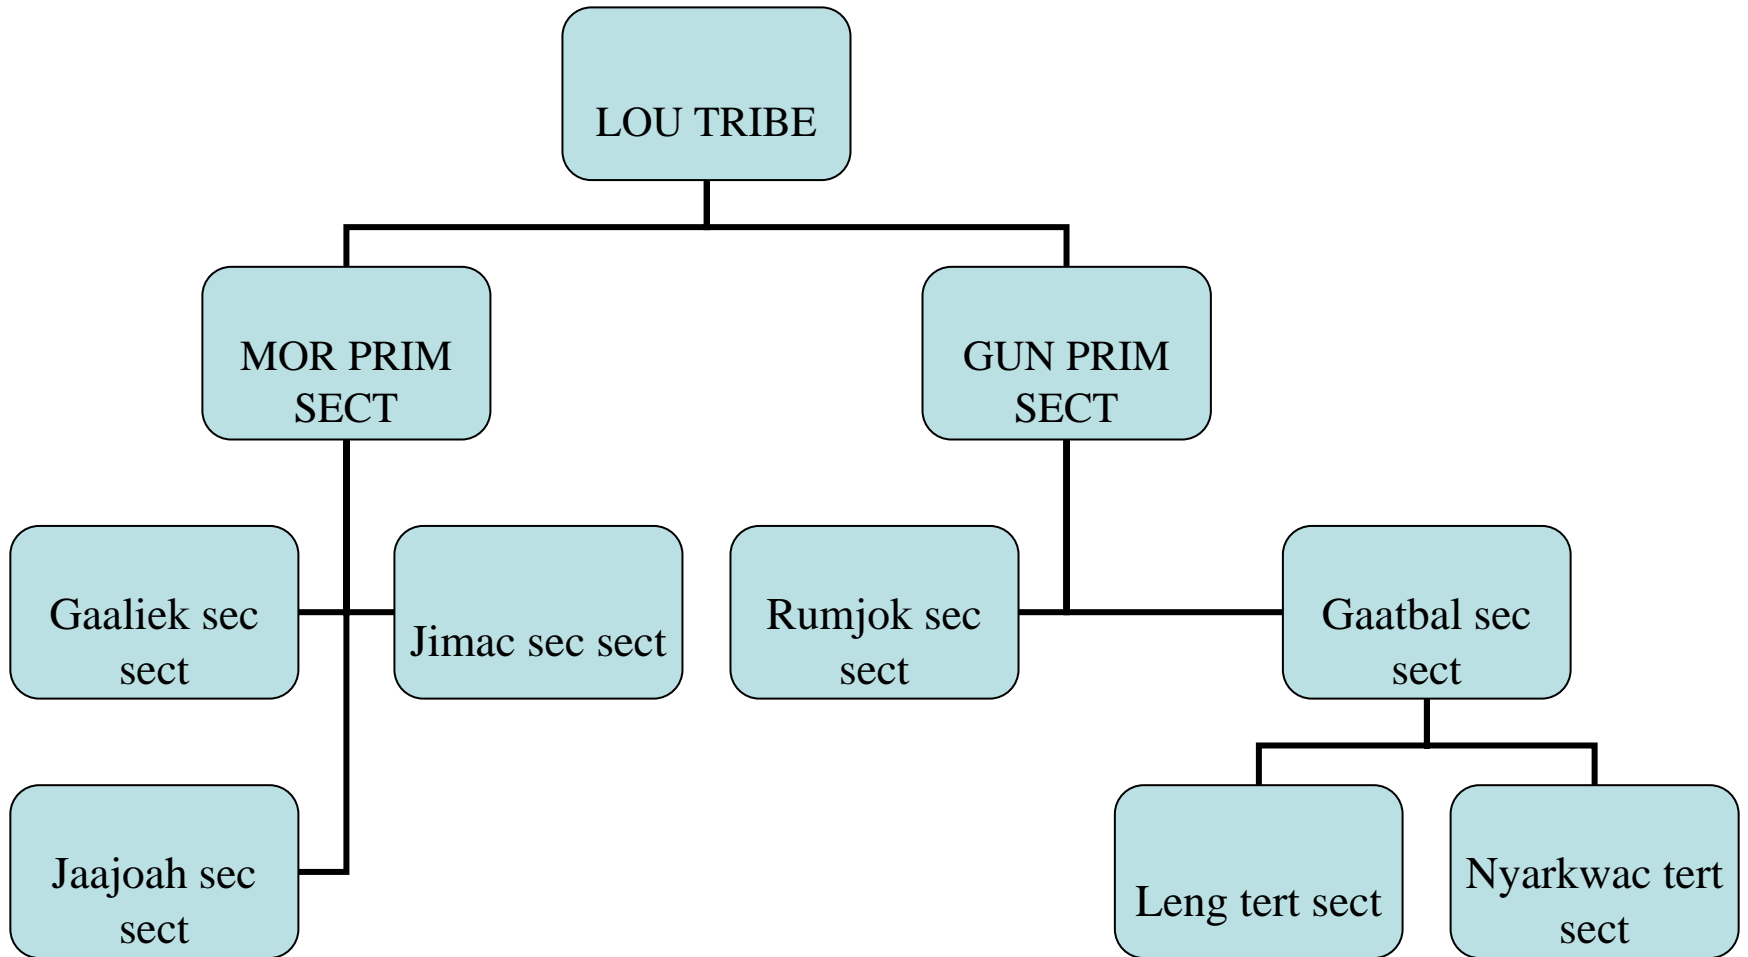 LOU TRIBE
MOR PRIM
SECT
GUN PRIM
SECT
Gaaliek sec
sect
Jimac sec sect
Rumjok sec
sect
Gaatbal sec
sect
Jaajoah sec
sect
Leng tert sect
Nyarkwac tert
sect